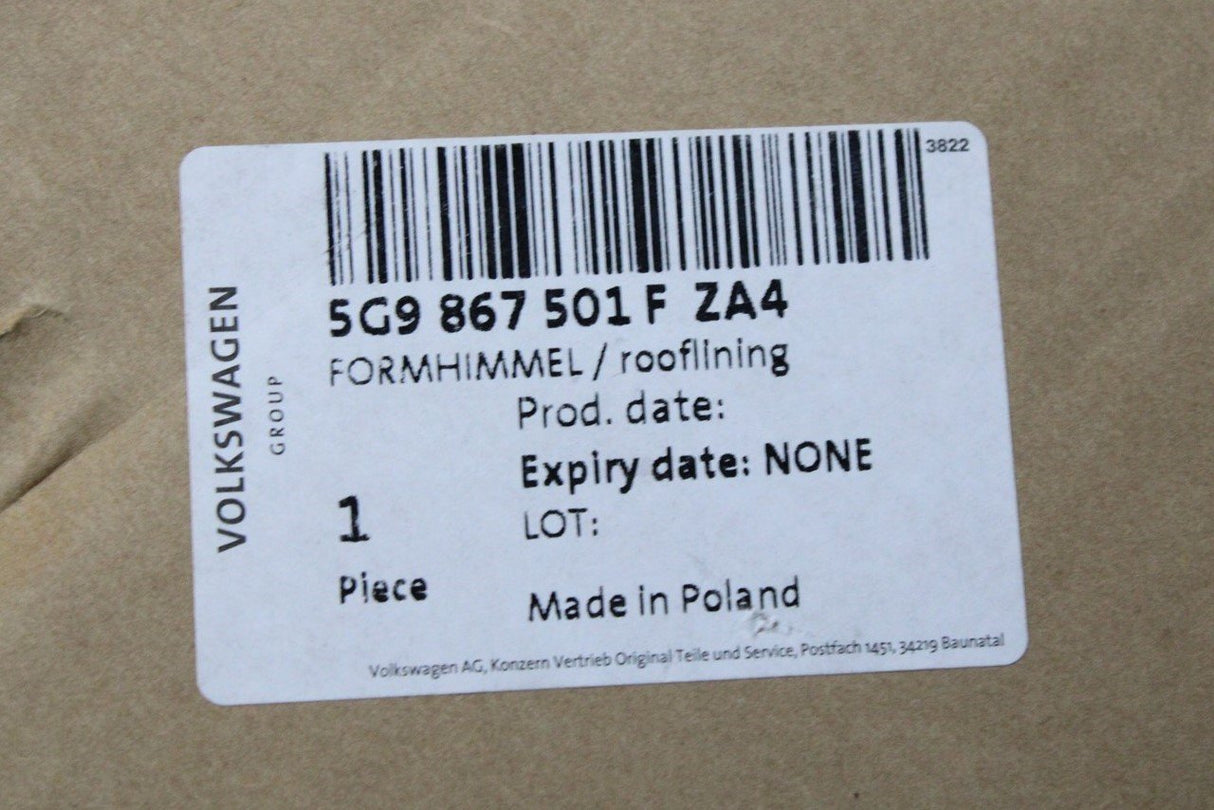 3822
5G9 867 501 F ZA4
FORMHIMMEL / rooflining
Prod. date:
Expiry date: NONE
1
LOT:
Piece
Made in Poland
Volkswagen AG, Konzern Vertrieb Original Teile und Service, Postfach 1451, 34219 Baunatal
VOLKSWAGEN
GROUP